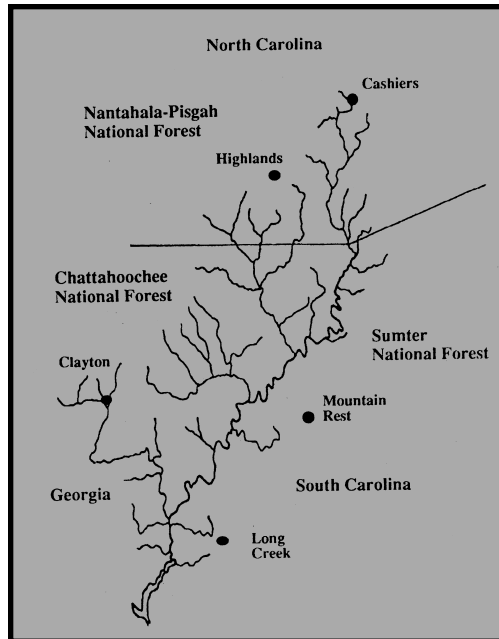 North Carolina
Cashiers
Nantahala-Pisgah
National Forest
Highlands
Chattahoochee
National Forest
Sumter
National Forest
Clayton
Mountain
Rest
South Carolina
Georgia
Long
Creek